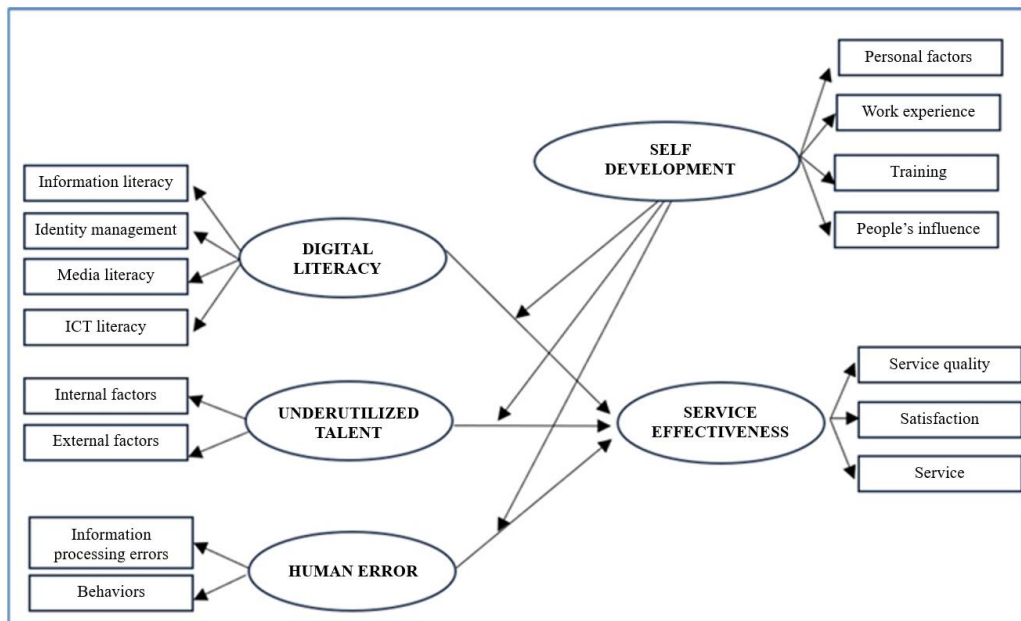 Personal factors
Work experience
Training
People's influence
SELF
DEVELOPMENT
Information literacy
Identity management
Media literacy
ICT literacy
DIGITAL
LITERACY
Internal factors
External factors
UNDERUTILIZED
TALENT
SERVICE
EFFECTIVENESS
Service quality
Satisfaction
Service
Information
processing errors
Behaviors
HUMAN ERROR